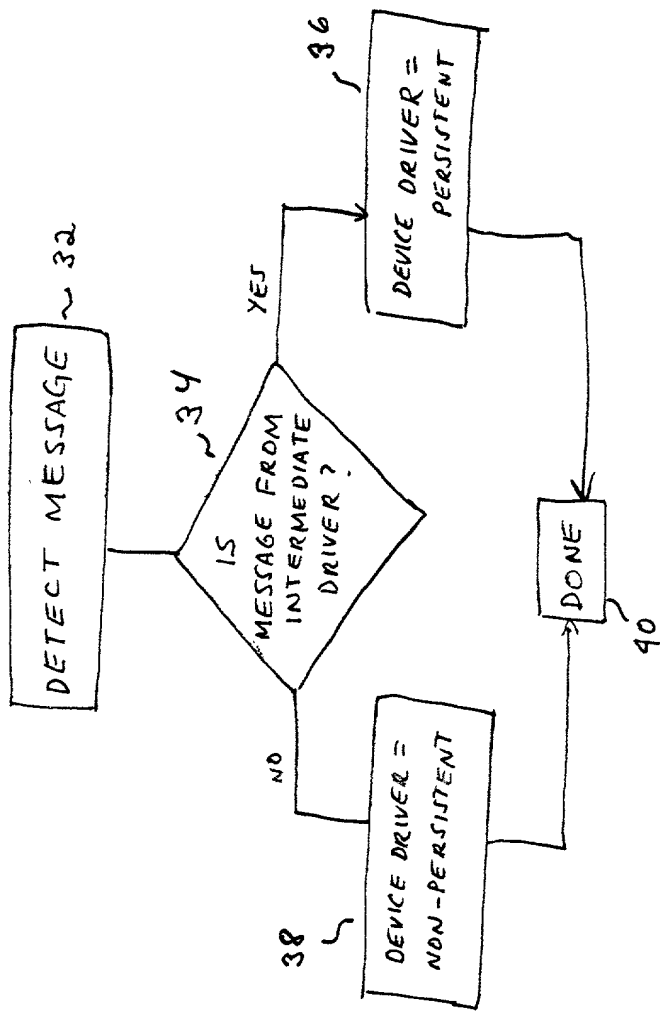 DETECT MESSAGE
32
34
IS
MESSAGE FROM
INTERMEDIATE
DRIVER?
NO
YES
38
DEVICE DRIVER =
NON-PERSISTENT
36
DEVICE DRIVER =
PERSISTENT
DONE
40